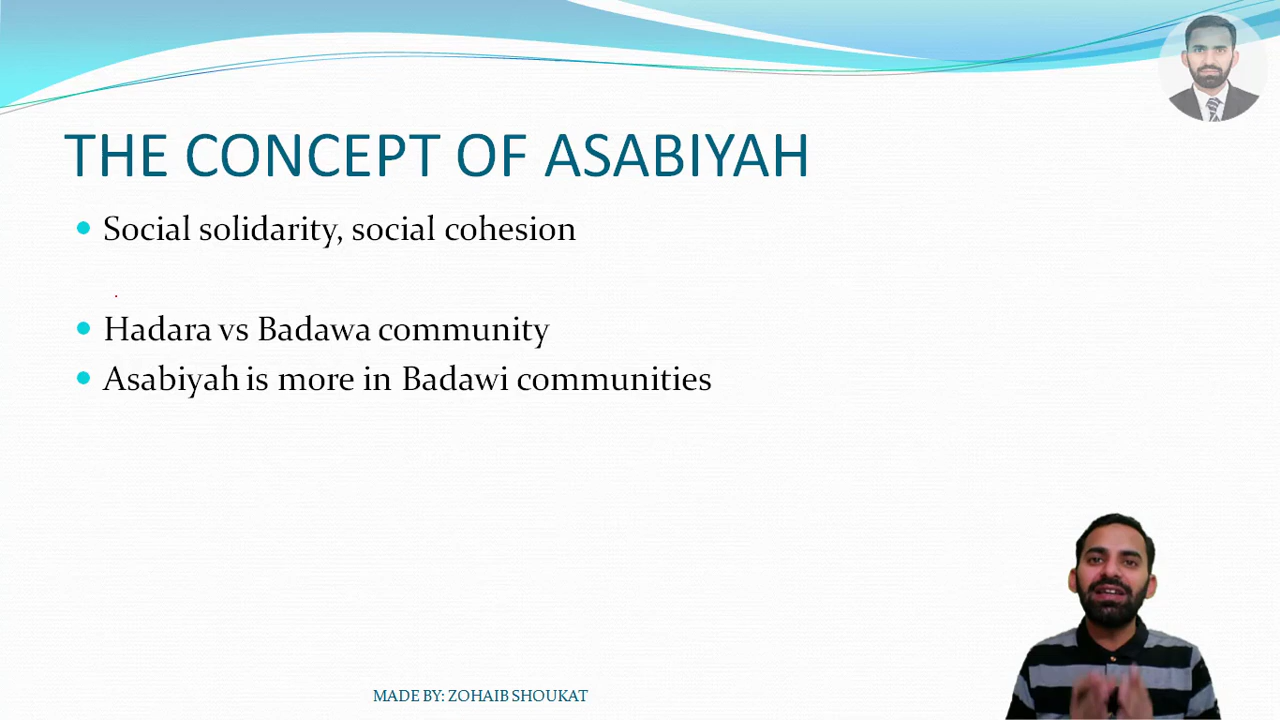 THE CONCEPT OF ASABIYAH
Social solidarity, social cohesion
Hadara vs Badawa community
Asabiyah is more in Badawi communities
MADE BY: ZOHAIB SHOUKAT